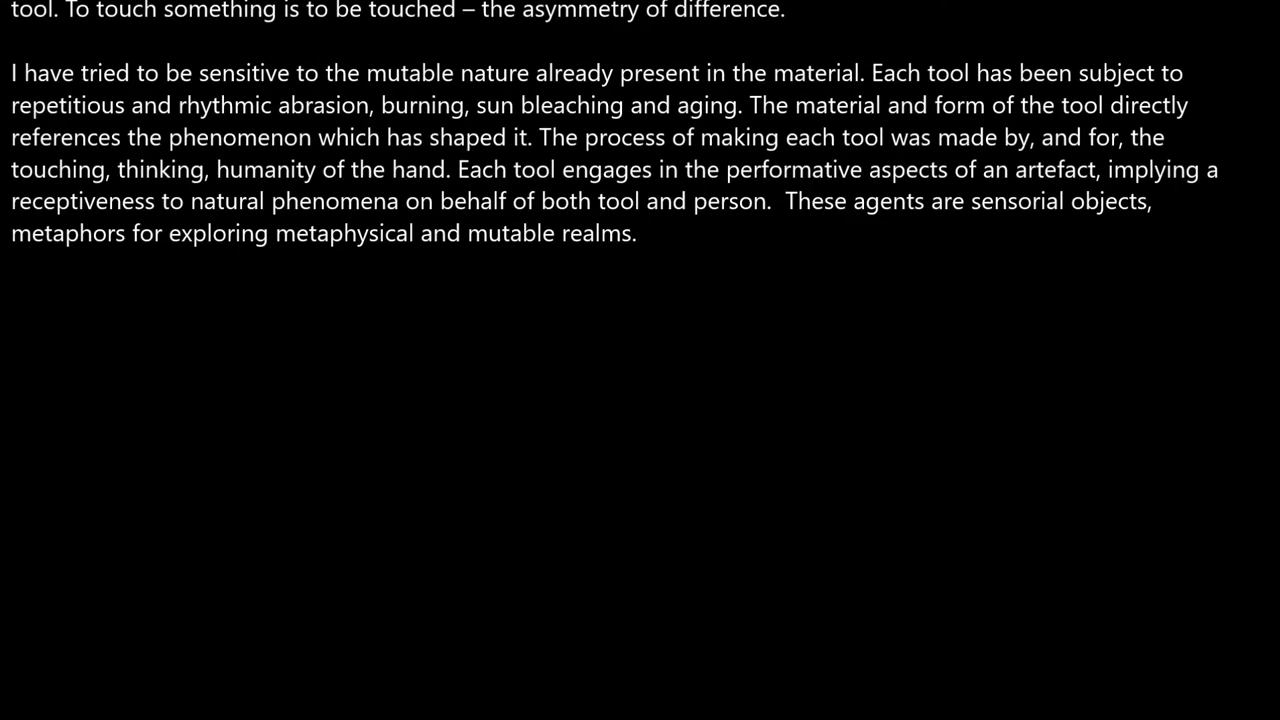 tool. To touch something is to be touched – the asymmetry of difference.
I have tried to be sensitive to the mutable nature already present in the material. Each tool has been subject to
repetitious and rhythmic abrasion, burning, sun bleaching and aging. The material and form of the tool directly
references the phenomenon which has shaped it. The process of making each tool was made by, and for, the
touching, thinking, humanity of the hand. Each tool engages in the performative aspects of an artefact, implying a
receptiveness to natural phenomena on behalf of both tool and person.  These agents are sensorial objects,
metaphors for exploring metaphysical and mutable realms.